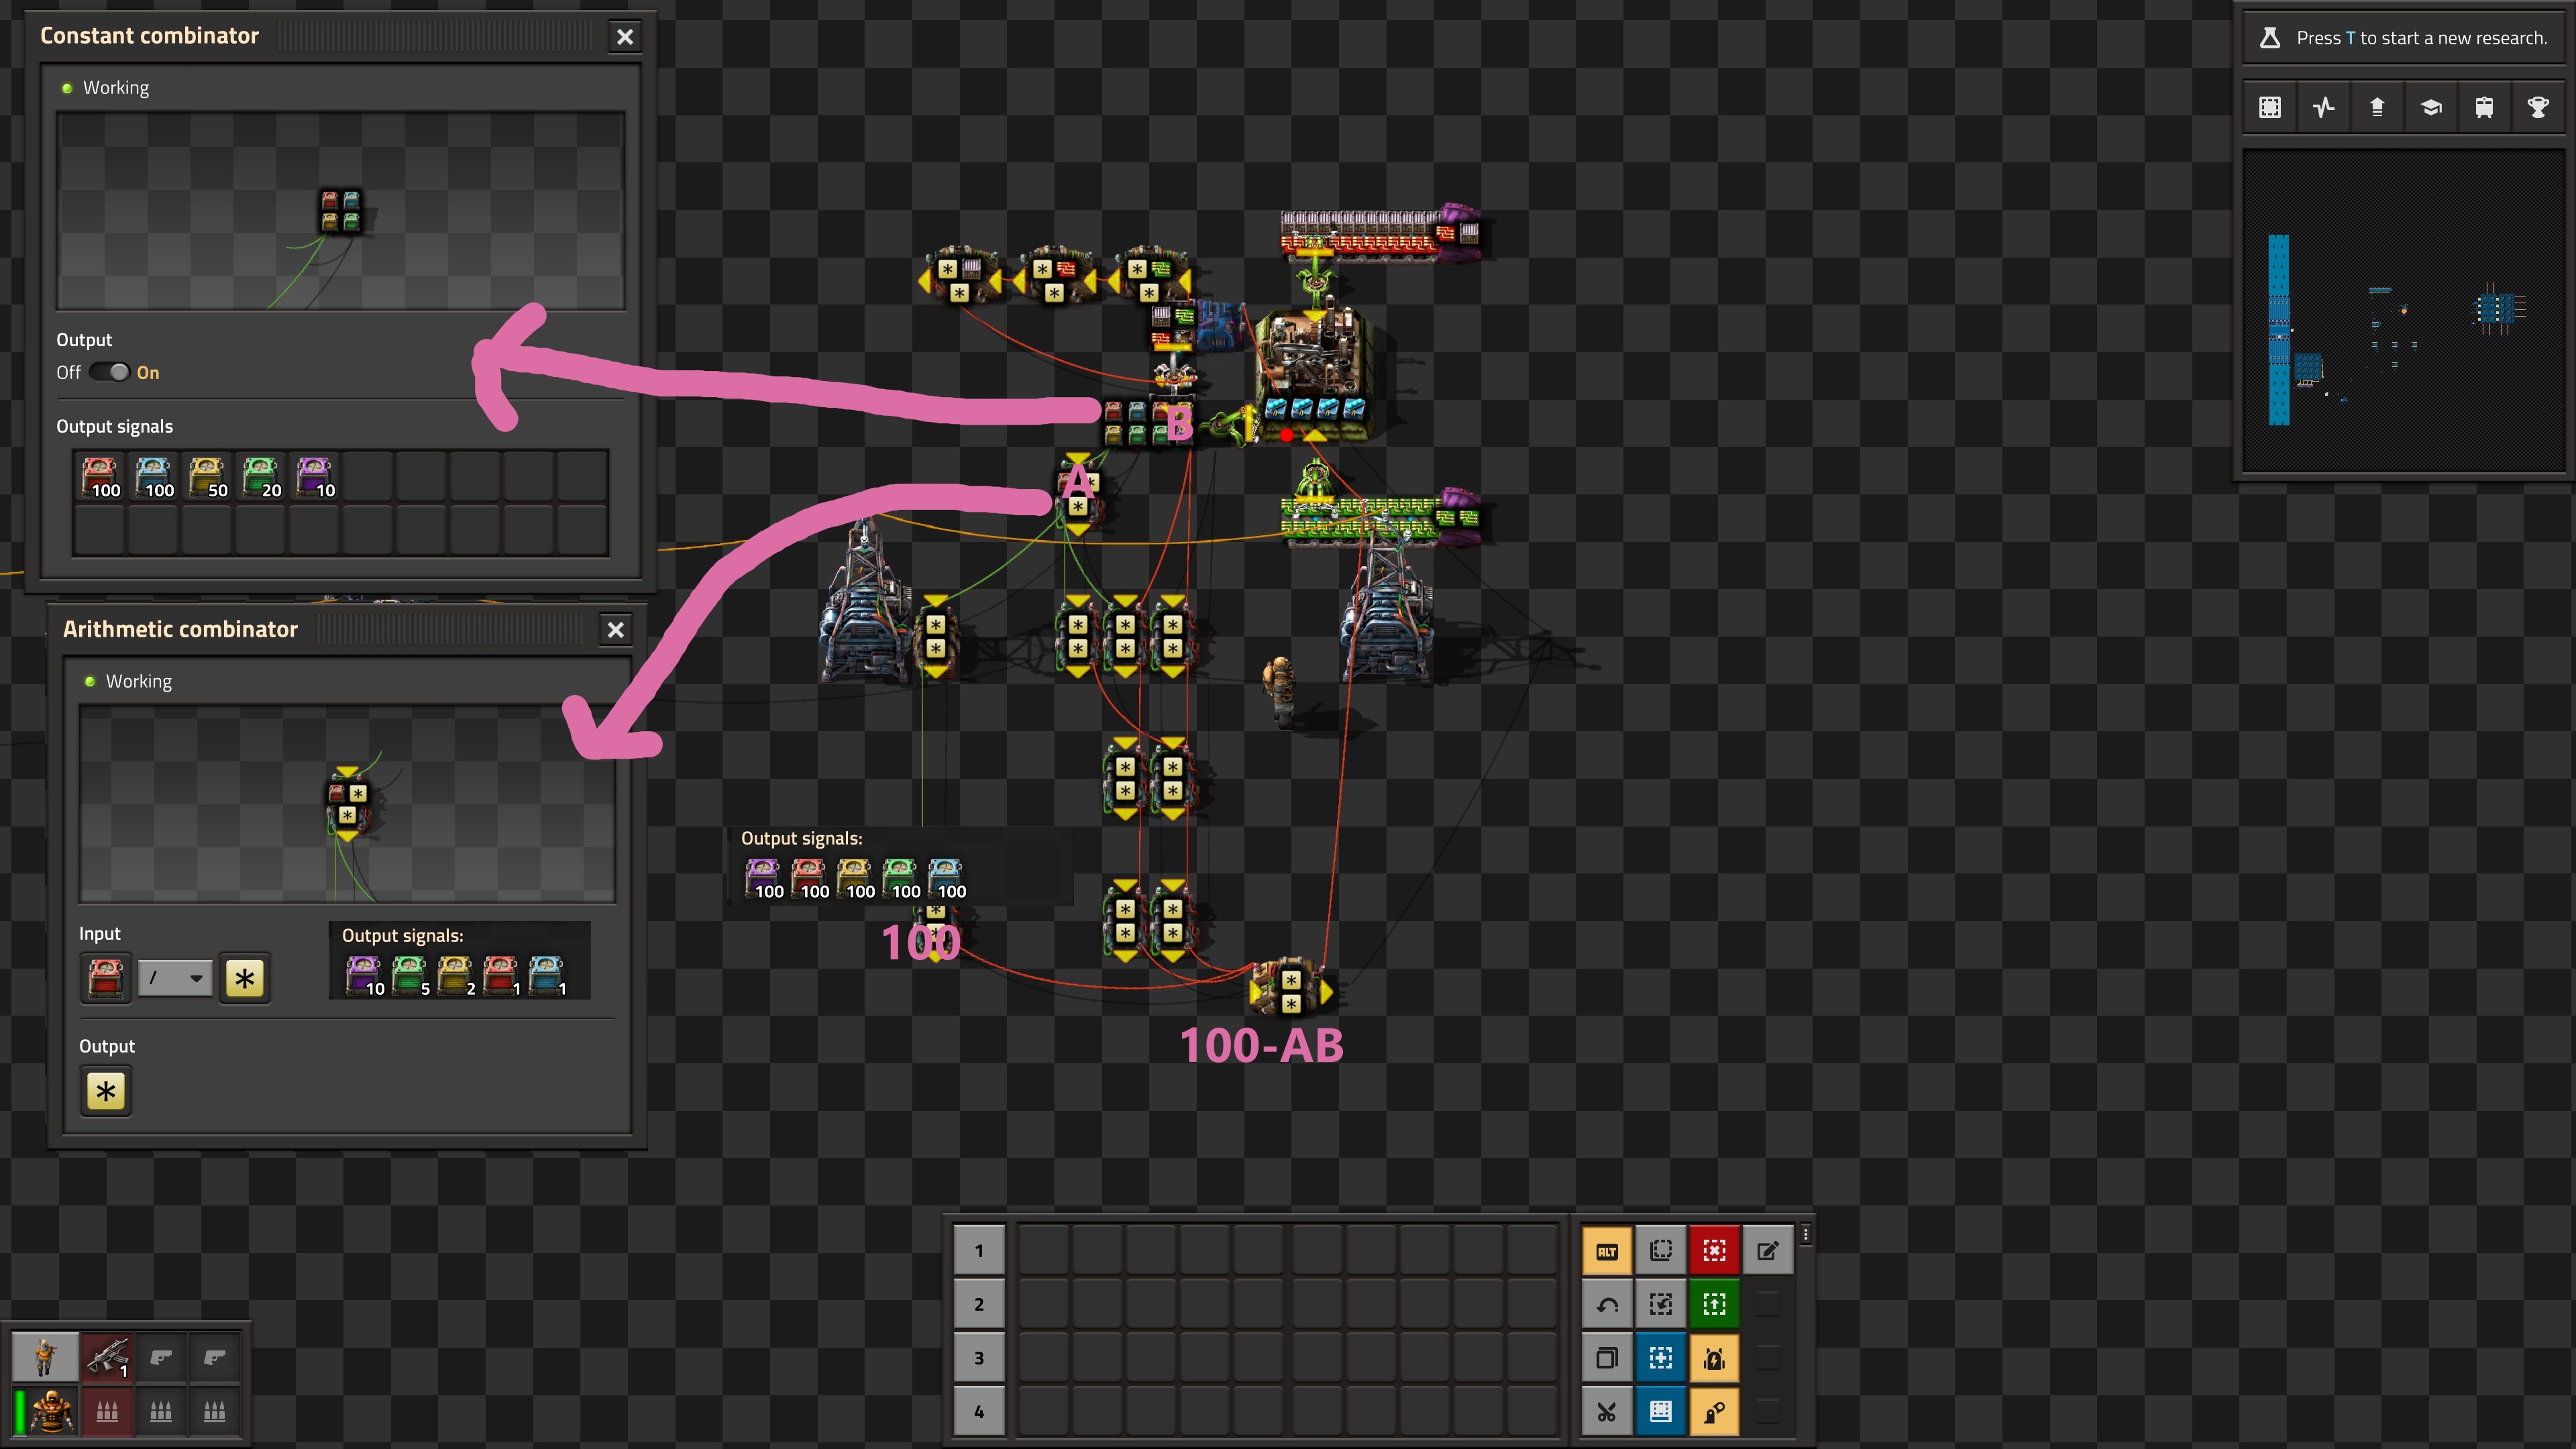 Constant combinator
Working
Output
Off On
Output signals
100 100 50 20 10
Arithmetic combinator
Working
Input
/ *
Output signals:
10 5 2 1 1
Output
*
B
A
Output signals:
100 100 100 100 100
100
100-AB
Press T to start a new research.
1
2
3
4
ALT
1